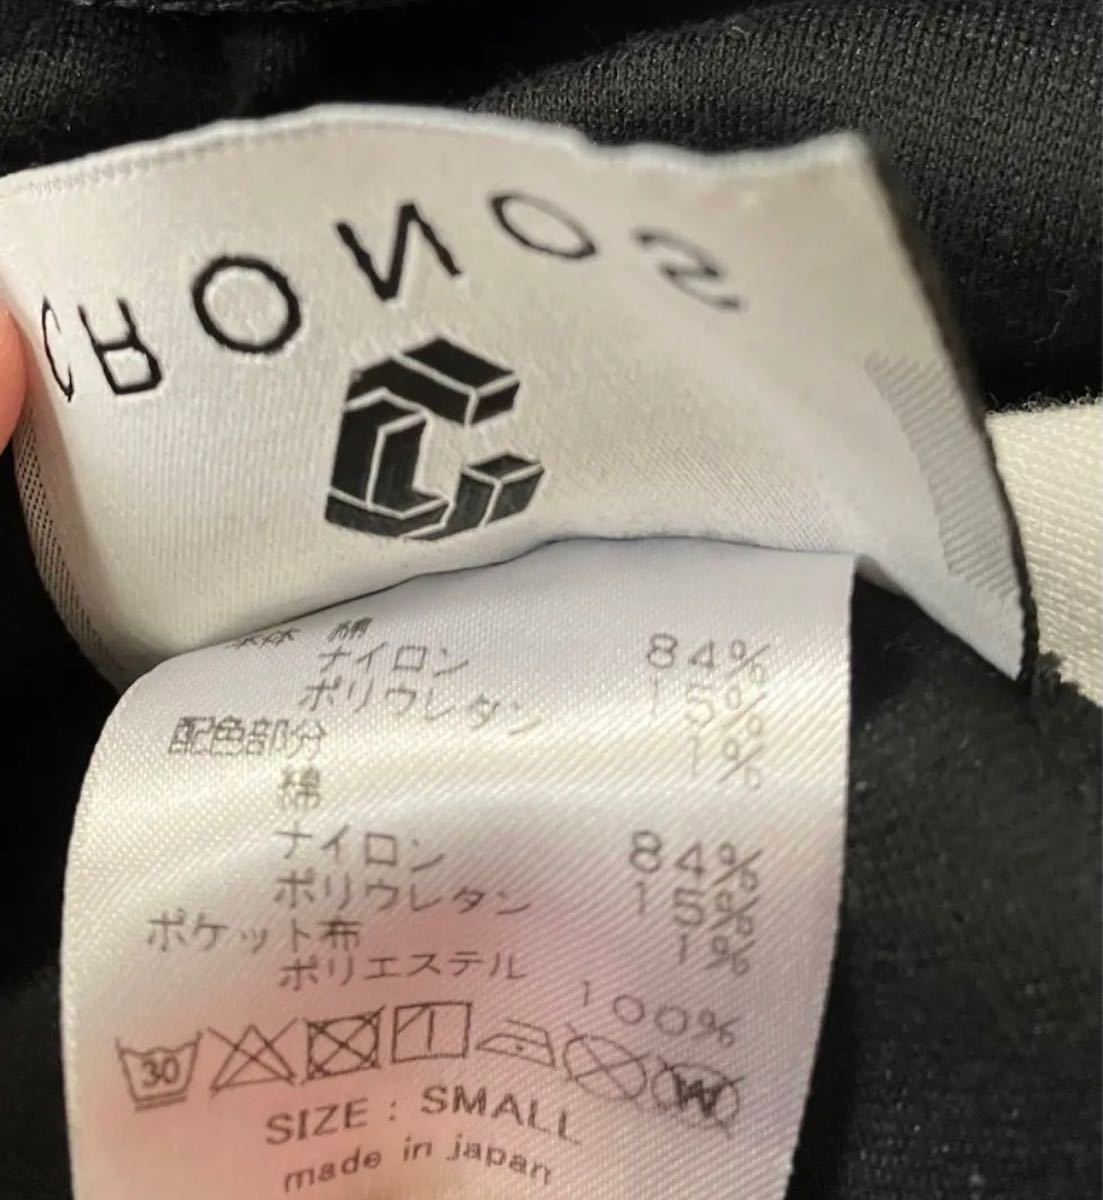 CRONOS
本体 綿 84%
ナイロン 15%
ポリウレタン 1%
配色部分
綿 84%
ナイロン 15%
ポリウレタン 1%
ポケット布
ポリエステル 100%
30
W
SIZE : SMALL
made in japan